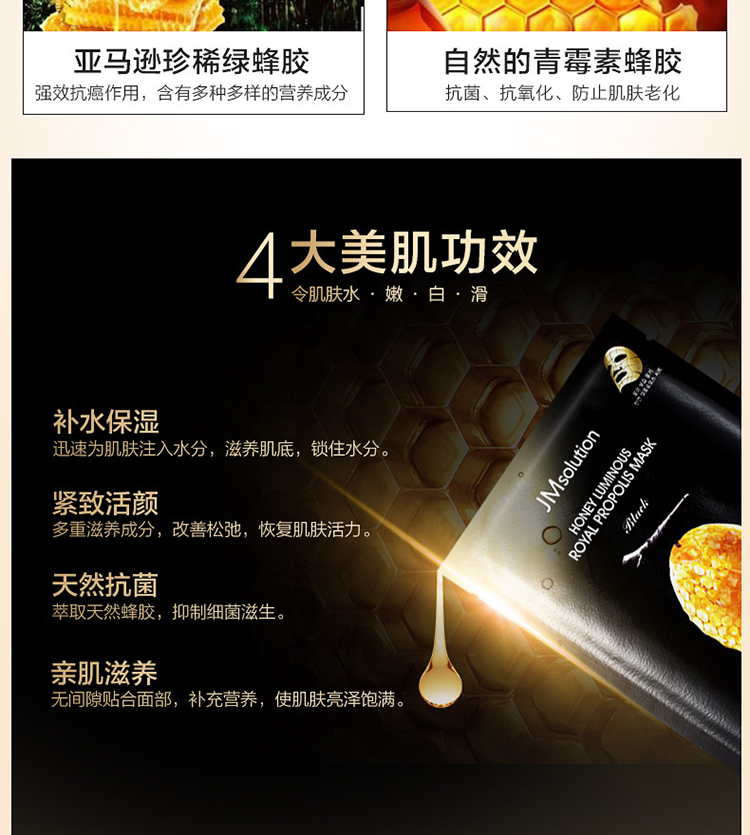 亚马逊珍稀绿蜂胶
强效抗癌作用，含有多种多样的营养成分
自然的青霉素蜂胶
抗菌、抗氧化、防止肌肤老化
4大美肌功效
令肌肤水·嫩·白·滑
补水保湿
迅速为肌肤注入水分，滋养肌底，锁住水分。
紧致活颜
多重滋养成分，改善松弛，恢复肌肤活力。
天然抗菌
萃取天然蜂胶，抑制细菌滋生。
亲肌滋养
无间隙贴合面部，补充营养，使肌肤亮泽饱满。
JMsolution
HONEY LUMINOUS
ROYAL PROPOLIS MASK
Black